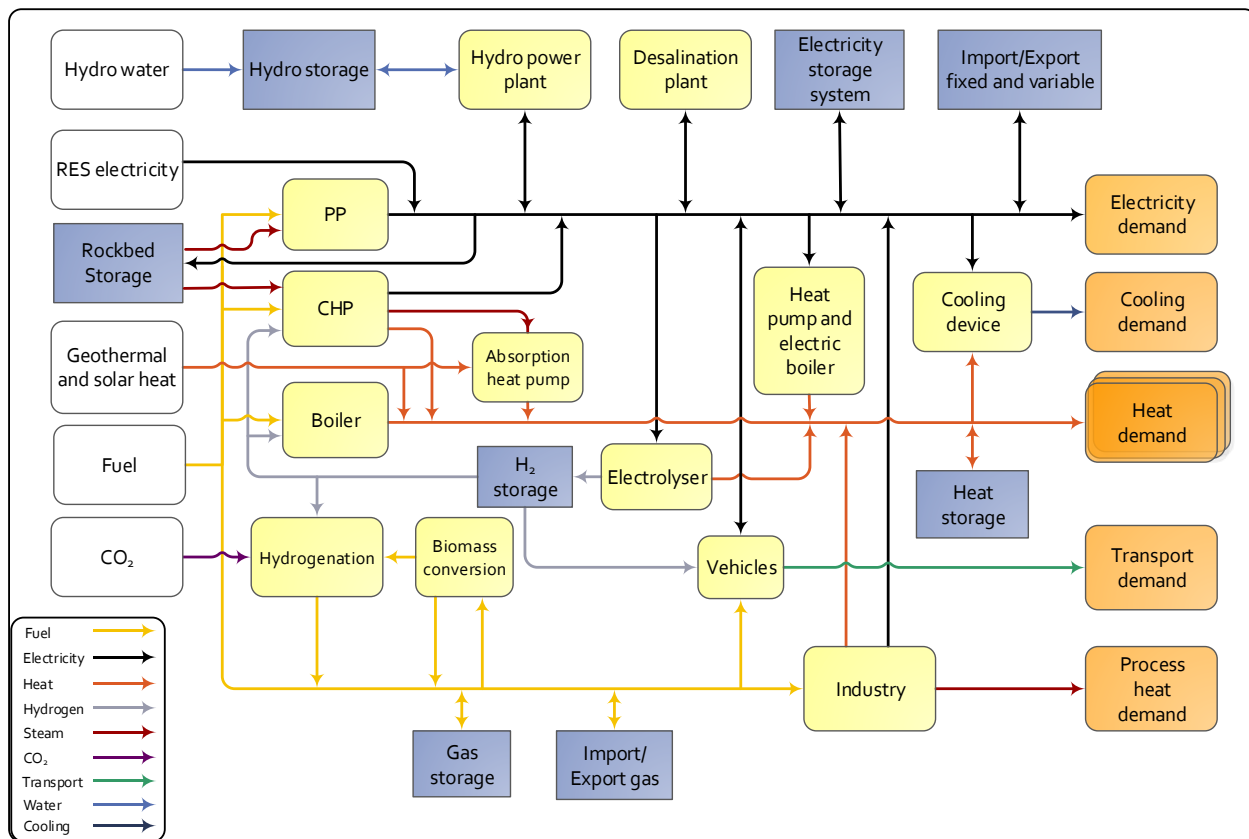 Hydro water
Hydro storage
Hydro power
plant
Desalination
plant
Electricity
storage
system
Import/Export
fixed and variable
RES electricity
PP
Electricity
demand
Rockbed
Storage
CHP
Heat
pump and
electric
boiler
Cooling
device
Cooling
demand
Geothermal
and solar heat
Absorption
heat pump
Boiler
Heat
demand
Fuel
H₂
storage
Electrolyser
Heat
storage
CO₂
Hydrogenation
Biomass
conversion
Vehicles
Transport
demand
Industry
Process
heat
demand
Gas
storage
Import/
Export gas
Fuel
Electricity
Heat
Hydrogen
Steam
CO₂
Transport
Water
Cooling